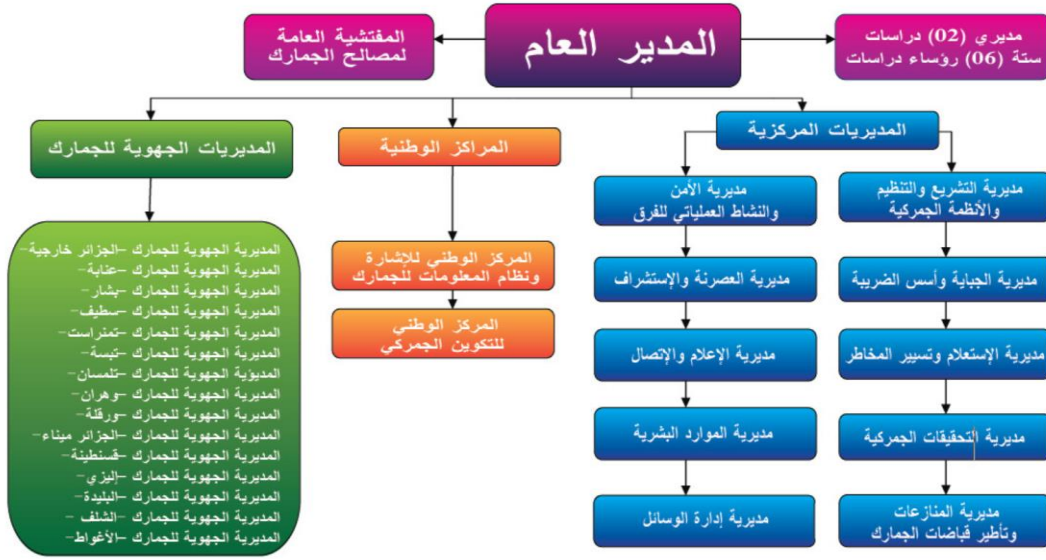 المدير العام
مديري (02) دراسات
ستة (06) رؤساء دراسات
المفتشية العامة
لمصالح الجمارك
المديريات المركزية
مديرية التشريع والتنظيم
والأنظمة الجمركية
مديرية الجباية وأسس الضريبة
مديرية الإستعلام وتسيير المخاطر
مديرية التحقيقات الجمركية
مديرية المنازعات
وتأطير قباضات الجمارك
مديرية الأمن
والنشاط العملياتي للفرق
مديرية العصرنة والإستشراف
مديرية الإعلام والإتصال
مديرية الموارد البشرية
مديرية إدارة الوسائل
المراكز الوطنية
المركز الوطني للإشارة
ونظام المعلومات للجمارك
المركز الوطني
للتكوين الجمركي
المديريات الجهوية للجمارك
المديرية الجهوية للجمارك –الجزائر خارجية-
المديرية الجهوية للجمارك –عنابة-
المديرية الجهوية للجمارك –بشار-
المديرية الجهوية للجمارك –سطيف-
المديرية الجهوية للجمارك –تمنراست-
المديرية الجهوية للجمارك –تبسة-
المديؤية الجهوية للجمارك –تلمسان-
المديرية الجهوية للجمارك –وهران-
المديرية الجهوية للجمارك –ورقلة-
المديرية الجهوية للجمارك –الجزائر ميناء-
المديرية الجهوية للجمارك –قسنطينة-
المديرية الجهوية للجمارك –إليزي-
المديرية الجهوية للجمارك –البليدة-
المديرية الجهوية للجمارك –الشلف -
المديرية الجهوية للجمارك –الأغواط-